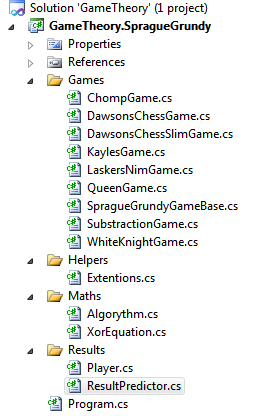 Solution 'GameTheory' (1 project)
GameTheory.SpragueGrundy
Properties
References
Games
ChompGame.cs
DawsonsChessGame.cs
DawsonsChessSlimGame.cs
KaylesGame.cs
LaskersNimGame.cs
QueenGame.cs
SpragueGrundyGameBase.cs
SubstractionGame.cs
WhiteKnightGame.cs
Helpers
Extentions.cs
Maths
Algorythm.cs
XorEquation.cs
Results
Player.cs
ResultPredictor.cs
Program.cs